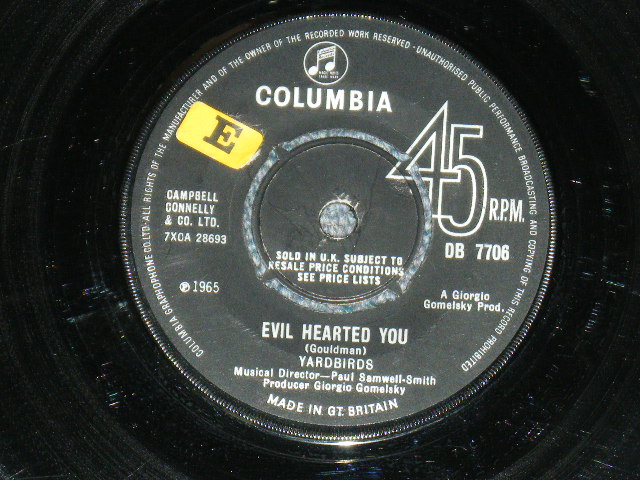 COLUMBIA GRAPHOPHONE CO. LTD.·ALL RIGHTS OF THE MANUFACTURER AND OF THE OWNER OF THE RECORDED WORK RESERVED · UNAUTHORISED PUBLIC PERFORMANCE BROADCASTING AND COPYING OF THIS RECORD PROHIBITED
COLUMBIA
E
45
R.P.M.
CAMPBELL
CONNELLY
& CO. LTD.
7XCA 28693
DB 7706
SOLD IN U.K. SUBJECT TO
RESALE PRICE CONDITIONS
SEE PRICE LISTS
℗ 1965
A Giorgio
Gomelsky Prod.
EVIL HEARTED YOU
(Gouldman)
YARDBIRDS
Musical Director—Paul Samwell-Smith
Producer Giorgio Gomelsky
MADE IN GT. BRITAIN